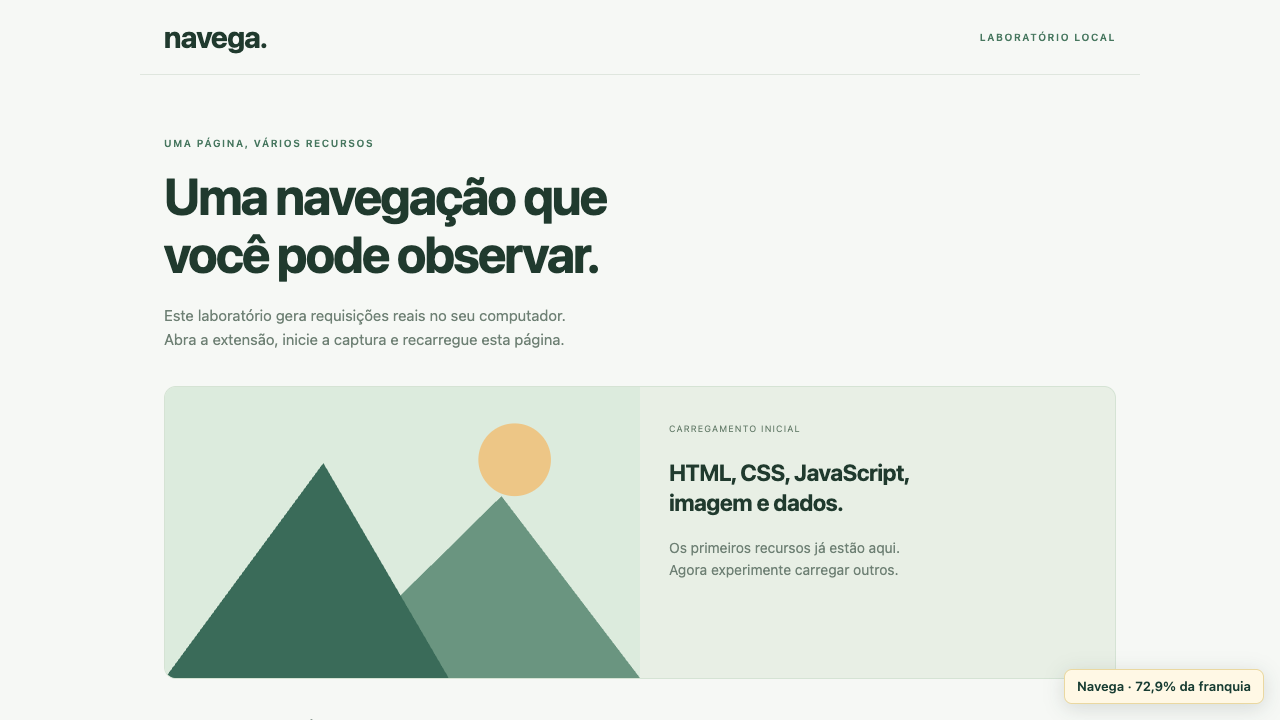 navega.
LABORATÓRIO LOCAL
UMA PÁGINA, VÁRIOS RECURSOS
Uma navegação que
você pode observar.
Este laboratório gera requisições reais no seu computador.
Abra a extensão, inicie a captura e recarregue esta página.
CARREGAMENTO INICIAL
HTML, CSS, JavaScript,
imagem e dados.
Os primeiros recursos já estão aqui.
Agora experimente carregar outros.
Navega · 72,9% da franquia